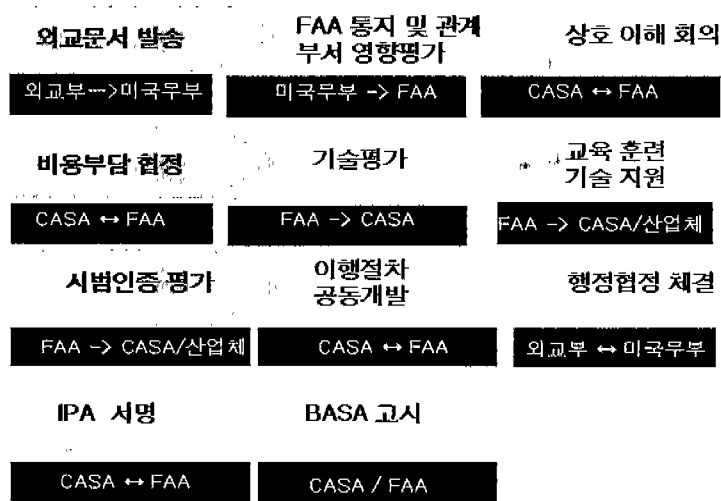 외교문서 발송
FAA 통지 및 관계
부서 영향평가
상호 이해 회의
외교부--->미국무부
미국무부 -> FAA
CASA ↔ FAA
비용부담 협정
기술평가
교육 훈련
기술 지원
CASA ↔ FAA
FAA -> CASA
FAA -> CASA/산업체
시범인증 평가
이행절차
공동개발
행정협정 체결
FAA -> CASA/산업체
CASA ↔ FAA
외교부 ↔ 미국무부
IPA 서명
BASA 고시
CASA ↔ FAA
CASA / FAA